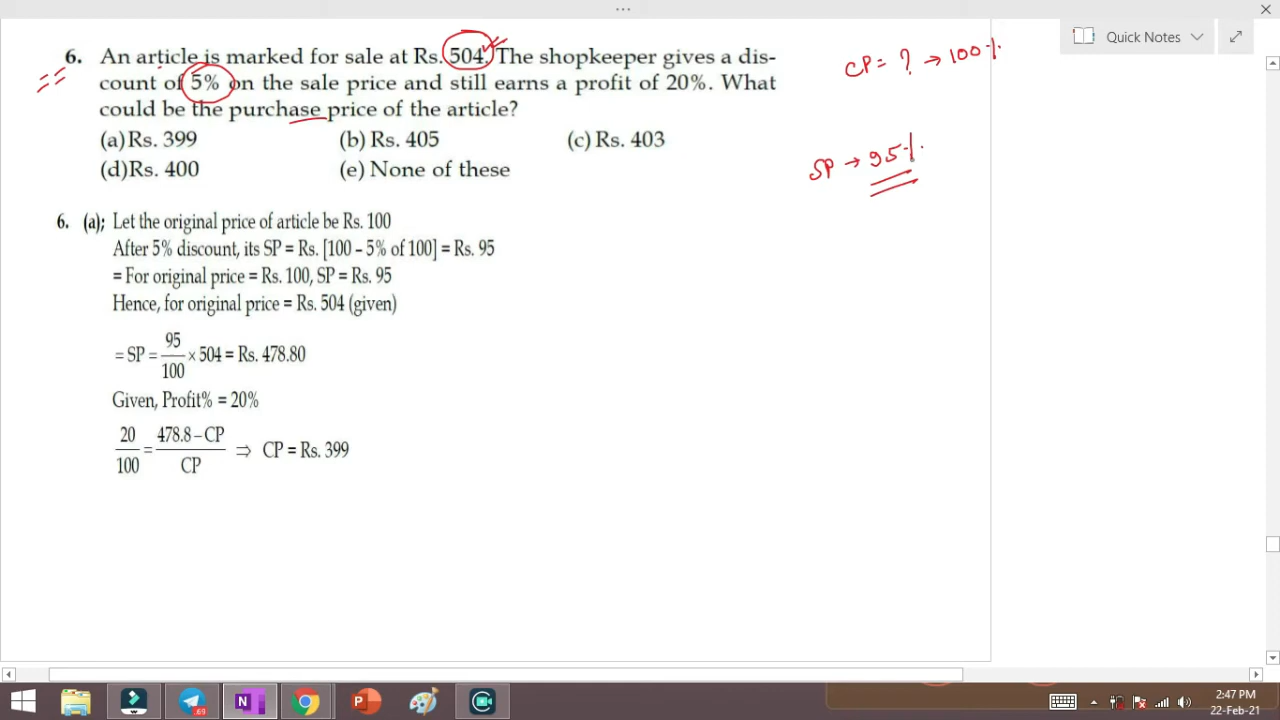 Quick Notes
6. An article is marked for sale at Rs. 504. The shopkeeper gives a dis-
count of 5% on the sale price and still earns a profit of 20%. What
could be the purchase price of the article?
(a) Rs. 399 (b) Rs. 405 (c) Rs. 403
(d) Rs. 400 (e) None of these
CP = ? → 100%
SP → 95%
6. (a); Let the original price of article be Rs. 100
After 5% discount, its SP = Rs. [100 – 5% of 100] = Rs. 95
= For original price = Rs. 100, SP = Rs. 95
Hence, for original price = Rs. 504 (given)
= SP = 95/100 × 504 = Rs. 478.80
Given, Profit% = 20%
20/100 = 478.8 – CP/CP ⇒ CP = Rs. 399
2:47 PM
22-Feb-21